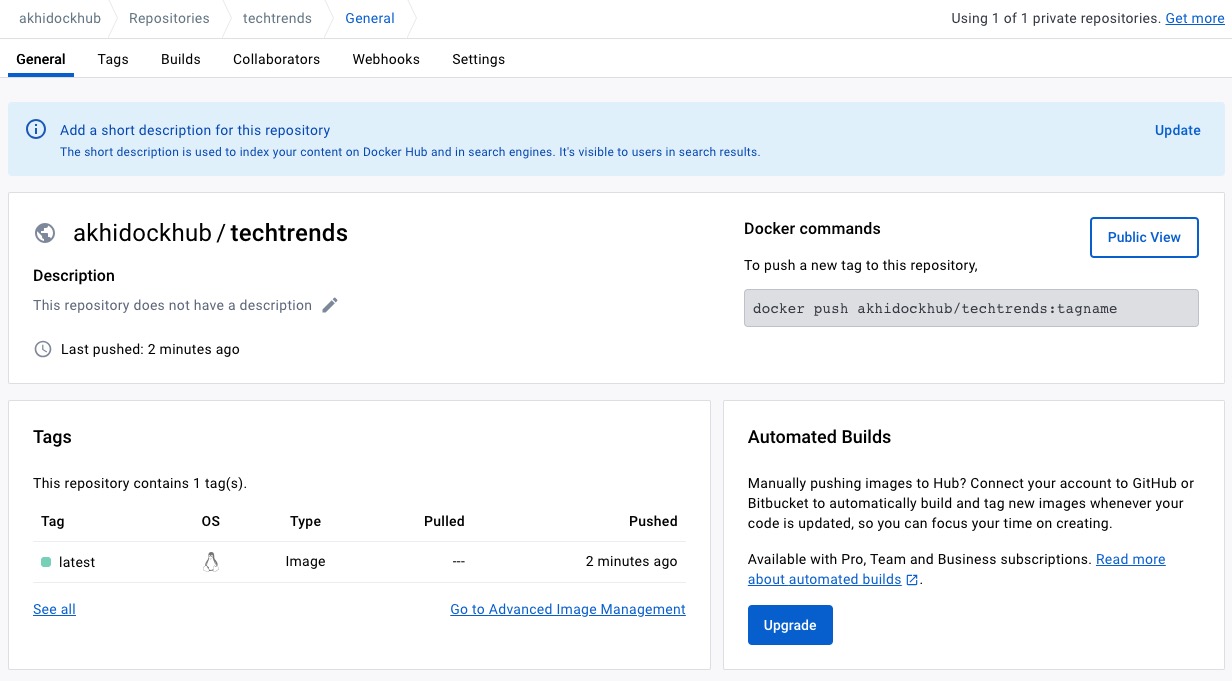 akhidockhub Repositories techtrends General Using 1 of 1 private repositories. Get more
General Tags Builds Collaborators Webhooks Settings
Add a short description for this repository
Update
The short description is used to index your content on Docker Hub and in search engines. It's visible to users in search results.
akhidockhub / techtrends
Description
This repository does not have a description
Last pushed: 2 minutes ago
Docker commands
Public View
To push a new tag to this repository,
docker push akhidockhub/techtrends:tagname
Tags
This repository contains 1 tag(s).
Tag OS Type Pulled Pushed
latest Image --- 2 minutes ago
See all Go to Advanced Image Management
Automated Builds
Manually pushing images to Hub? Connect your account to GitHub or
Bitbucket to automatically build and tag new images whenever your
code is updated, so you can focus your time on creating.
Available with Pro, Team and Business subscriptions. Read more
about automated builds .
Upgrade